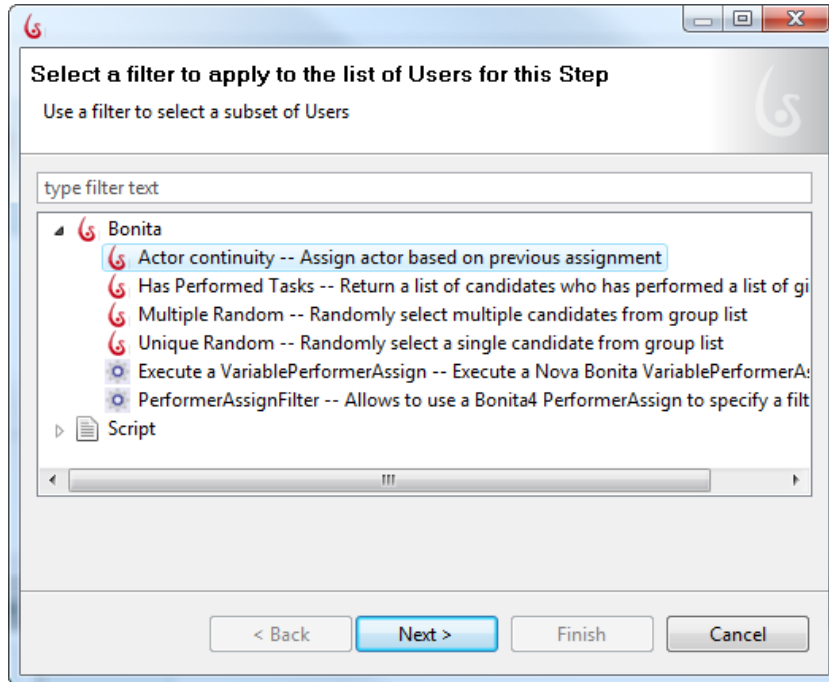 Select a filter to apply to the list of Users for this Step
Use a filter to select a subset of Users
type filter text
Bonita
Actor continuity -- Assign actor based on previous assignment
Has Performed Tasks -- Return a list of candidates who has performed a list of gi
Multiple Random -- Randomly select multiple candidates from group list
Unique Random -- Randomly select a single candidate from group list
Execute a VariablePerformerAssign -- Execute a Nova Bonita VariablePerformerAs
PerformerAssignFilter -- Allows to use a Bonita4 PerformerAssign to specify a filt
Script
< Back Next > Finish Cancel